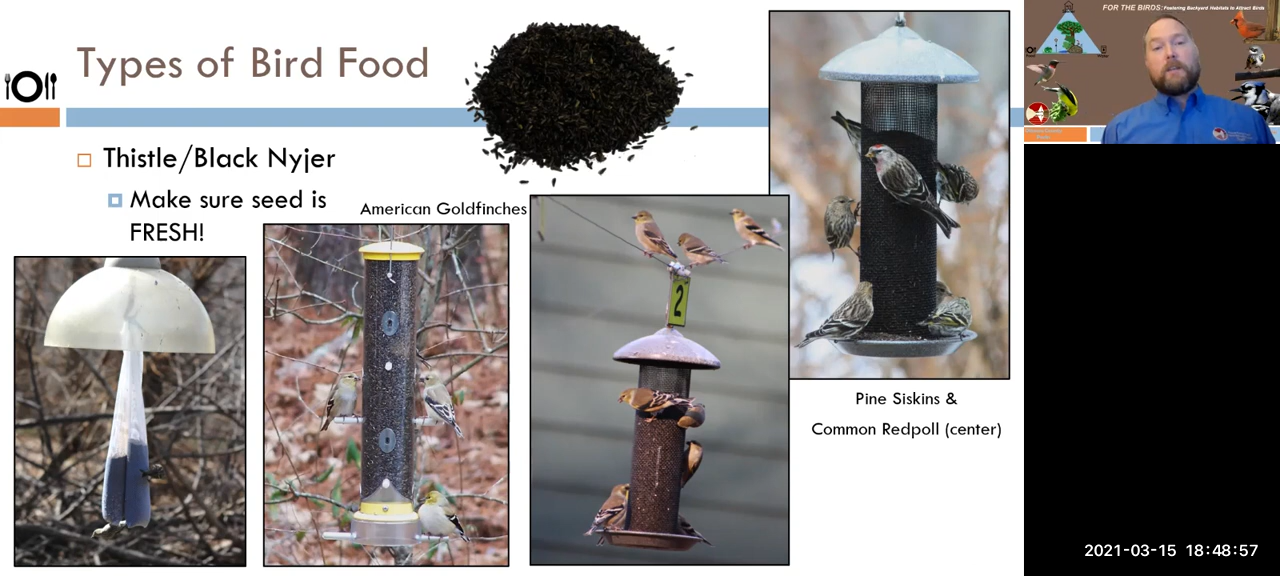 Types of Bird Food
Thistle/Black Nyjer
Make sure seed is
FRESH!
American Goldfinches
2
Pine Siskins &
Common Redpoll (center)
FOR THE BIRDS: Fostering Backyard Habitats to Attract Birds
2021-03-15 18:48:57